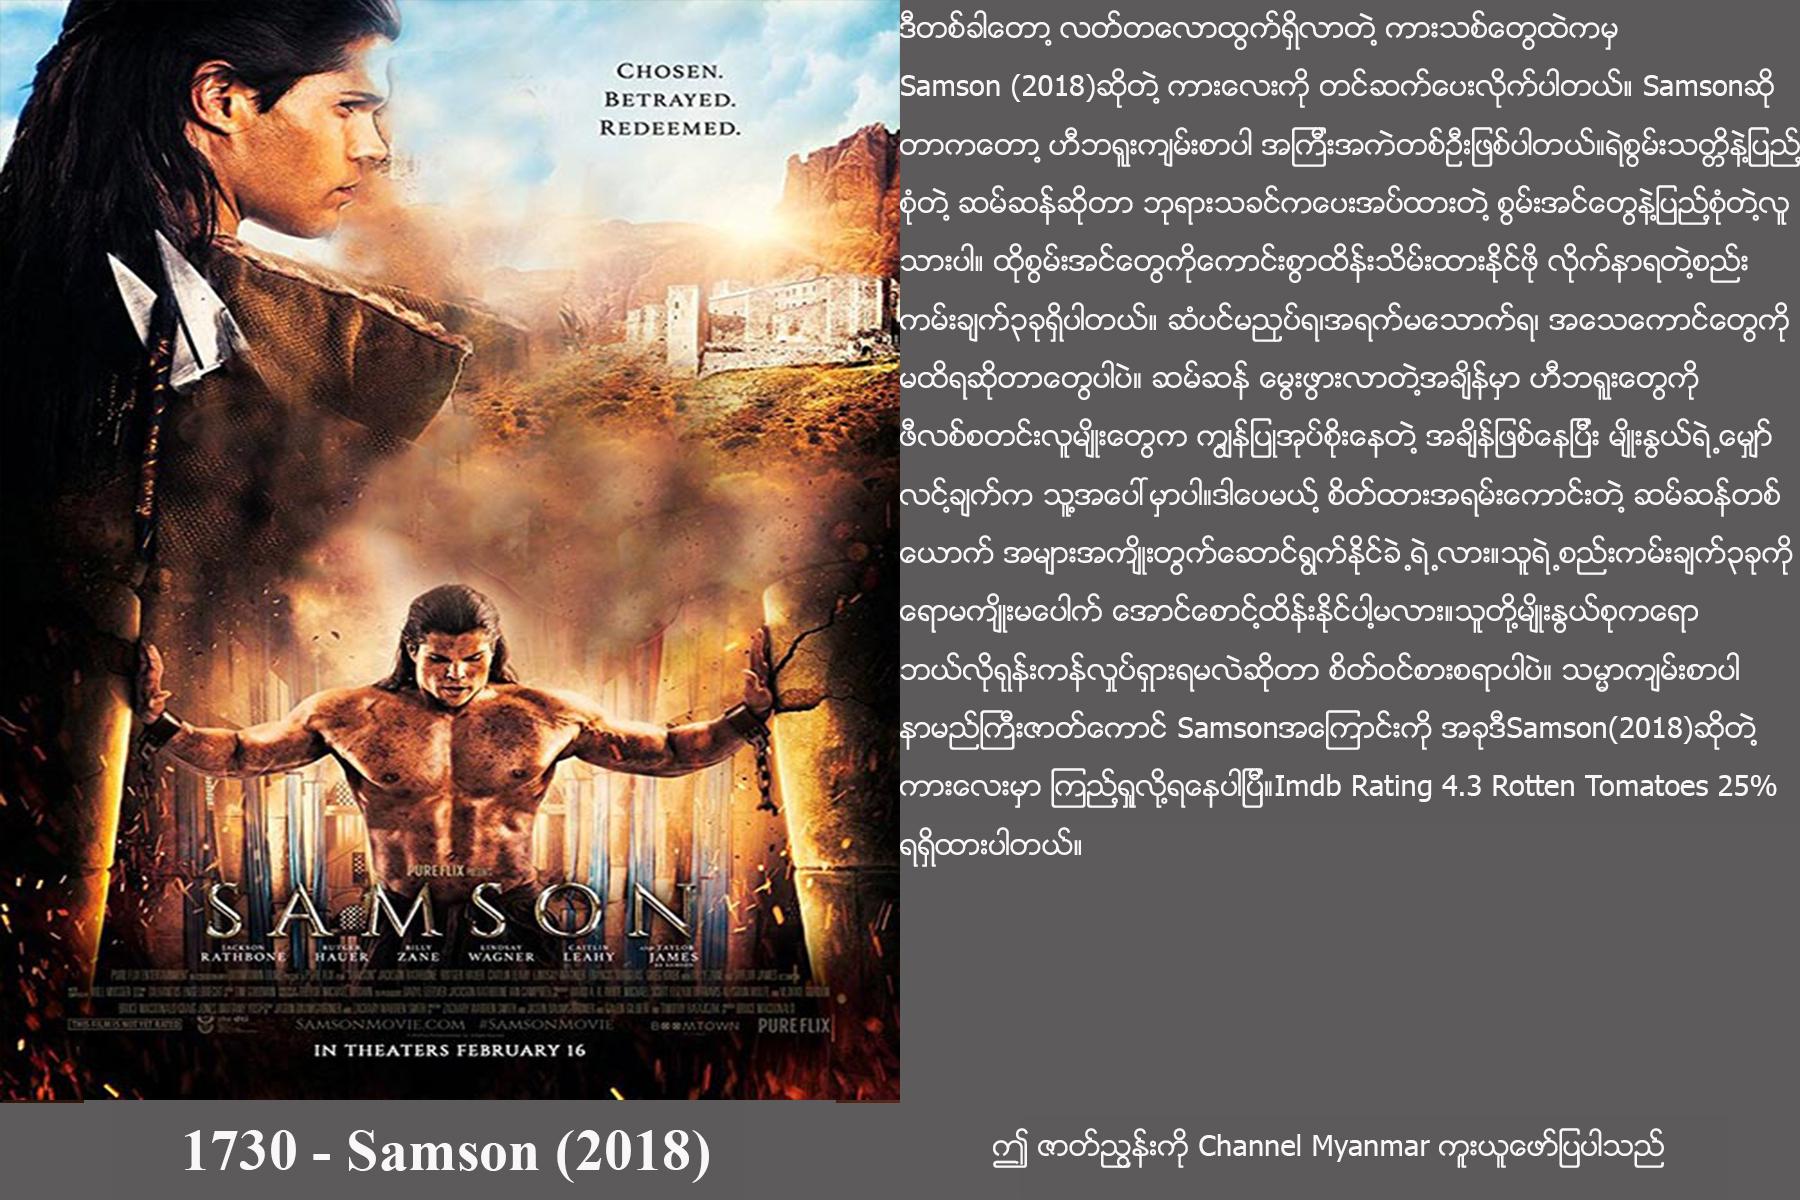 CHOSEN.
BETRAYED.
REDEEMED.
PURE FLIX PRESENTS
SAMSON
JACKSON RATHBONE RUTGER HAUER BILLY ZANE LINDSAY WAGNER CAITLIN LEAHY AND TAYLOR JAMES AS SAMSON
THIS FILM IS NOT YET RATED SAMSONMOVIE.COM #SAMSONMOVIE BOOMTOWN PURE FLIX
IN THEATERS FEBRUARY 16
1730 - Samson (2018)
ဒီတစ်ခါတော့ လတ်တလောထွက်ရှိလာတဲ့ ကားသစ်တွေထဲကမှ
Samson (2018)ဆိုတဲ့ ကားလေးကို တင်ဆက်ပေးလိုက်ပါတယ်။ Samsonဆို
တာကတော့ ဟီဘရူးကျမ်းစာပါ အကြီးအကဲတစ်ဦးဖြစ်ပါတယ်။ရဲစွမ်းသတ္တိနဲ့ပြည့်
စုံတဲ့ ဆမ်ဆန်ဆိုတာ ဘုရားသခင်ကပေးအပ်ထားတဲ့ စွမ်းအင်တွေနဲ့ပြည့်စုံတဲ့လူ
သားပါ။ ထိုစွမ်းအင်တွေကိုကောင်းစွာထိန်းသိမ်းထားနိုင်ဖို လိုက်နာရတဲ့စည်း
ကမ်းချက်၃ခုရှိပါတယ်။ ဆံပင်မညှပ်ရ၊အရက်မသောက်ရ၊ အသေကောင်တွေကို
မထိရဆိုတာတွေပါပဲ။ ဆမ်ဆန် မွေးဖွားလာတဲ့အချိန်မှာ ဟီဘရူးတွေကို
ဖီလစ်စတင်းလူမျိုးတွေက ကျွန်ပြုအုပ်စိုးနေတဲ့ အချိန်ဖြစ်နေပြီး မျိုးနွယ်ရဲ့မျှော်
လင့်ချက်က သူ့အပေါ်မှာပါ။ဒါပေမယ့် စိတ်ထားအရမ်းကောင်းတဲ့ ဆမ်ဆန်တစ်
ယောက် အများအကျိုးတွက်ဆောင်ရွက်နိုင်ခဲ့ရဲ့လား။သူရဲ့စည်းကမ်းချက်၃ခုကို
ရောမကျိုးမပေါက် အောင်စောင့်ထိန်းနိုင်ပါ့မလား။သူတို့မျိုးနွယ်စုကရော
ဘယ်လိုရုန်းကန်လှုပ်ရှားရမလဲဆိုတာ စိတ်ဝင်စားစရာပါပဲ။ သမ္မာကျမ်းစာပါ
နာမည်ကြီးဇာတ်ကောင် Samsonအကြောင်းကို အခုဒီSamson(2018)ဆိုတဲ့
ကားလေးမှာ ကြည့်ရှုလို့ရနေပါပြီ။Imdb Rating 4.3 Rotten Tomatoes 25%
ရရှိထားပါတယ်။
ဤ ဇာတ်ညွှန်းကို Channel Myanmar ကူးယူဖော်ပြပါသည်